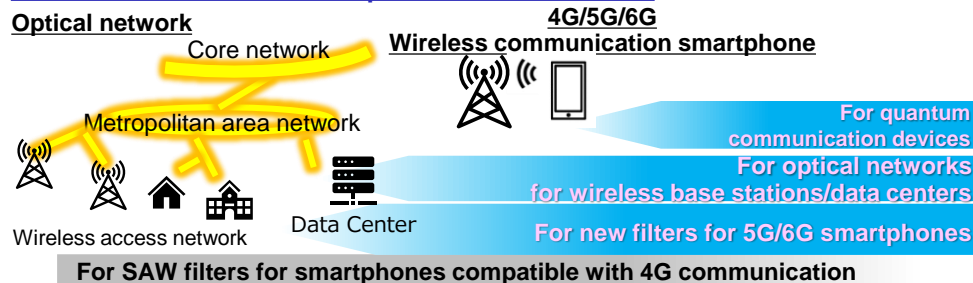 Optical network
Core network
Metropolitan area network
Wireless access network
Data Center
4G/5G/6G
Wireless communication smartphone
For quantum
communication devices
For optical networks
for wireless base stations/data centers
For new filters for 5G/6G smartphones
For SAW filters for smartphones compatible with 4G communication